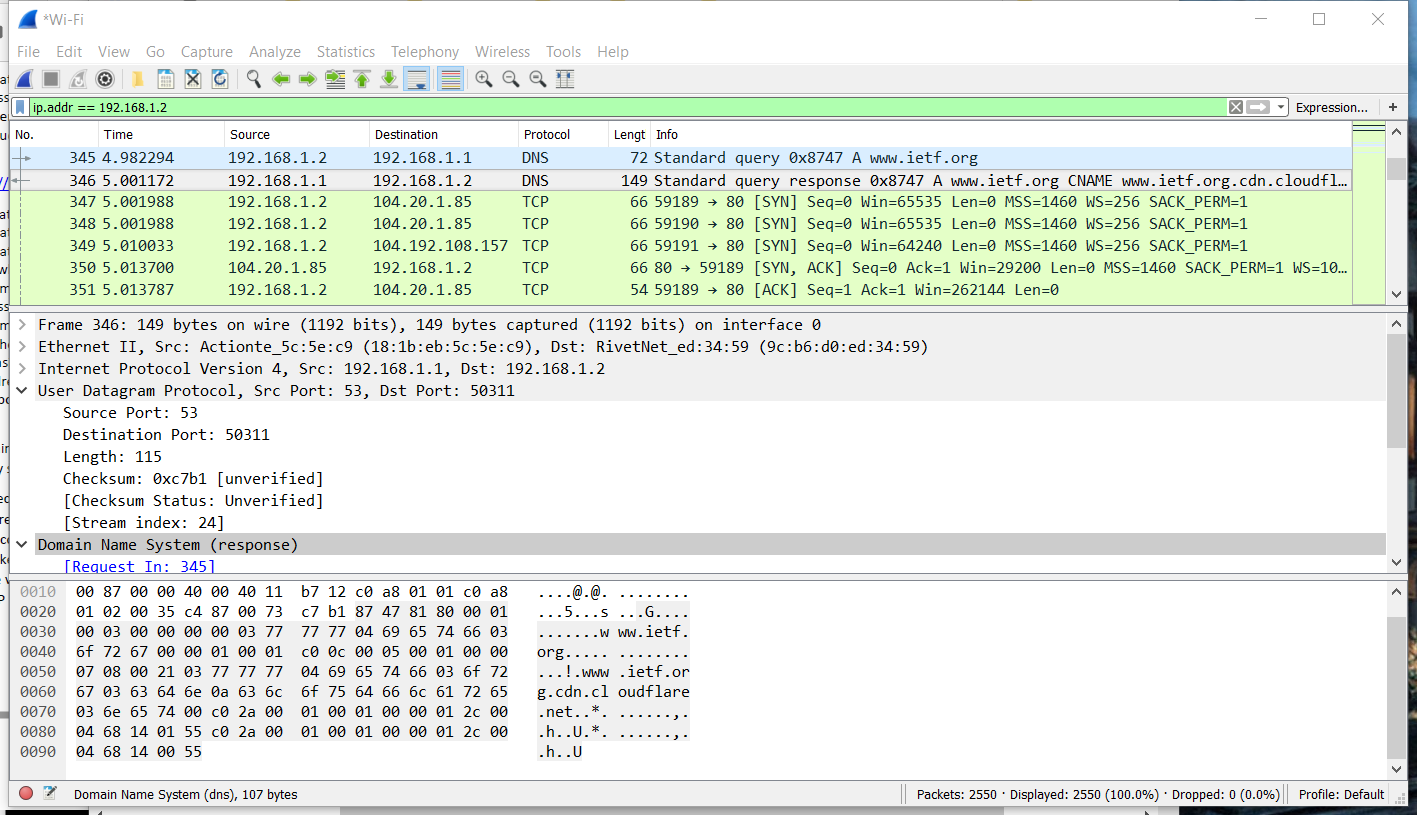 *Wi-Fi
File Edit View Go Capture Analyze Statistics Telephony Wireless Tools Help
ip.addr == 192.168.1.2 Expression... +
No. Time Source Destination Protocol Lengt Info
345 4.982294 192.168.1.2 192.168.1.1 DNS 72 Standard query 0x8747 A www.ietf.org
346 5.001172 192.168.1.1 192.168.1.2 DNS 149 Standard query response 0x8747 A www.ietf.org CNAME www.ietf.org.cdn.cloudfl...
347 5.001988 192.168.1.2 104.20.1.85 TCP 66 59189 → 80 [SYN] Seq=0 Win=65535 Len=0 MSS=1460 WS=256 SACK_PERM=1
348 5.001988 192.168.1.2 104.20.1.85 TCP 66 59190 → 80 [SYN] Seq=0 Win=65535 Len=0 MSS=1460 WS=256 SACK_PERM=1
349 5.010033 192.168.1.2 104.192.108.157 TCP 66 59191 → 80 [SYN] Seq=0 Win=64240 Len=0 MSS=1460 WS=256 SACK_PERM=1
350 5.013700 104.20.1.85 192.168.1.2 TCP 66 80 → 59189 [SYN, ACK] Seq=0 Ack=1 Win=29200 Len=0 MSS=1460 SACK_PERM=1 WS=10...
351 5.013787 192.168.1.2 104.20.1.85 TCP 54 59189 → 80 [ACK] Seq=1 Ack=1 Win=262144 Len=0
Frame 346: 149 bytes on wire (1192 bits), 149 bytes captured (1192 bits) on interface 0
Ethernet II, Src: Actionte_5c:5e:c9 (18:1b:eb:5c:5e:c9), Dst: RivetNet_ed:34:59 (9c:b6:d0:ed:34:59)
Internet Protocol Version 4, Src: 192.168.1.1, Dst: 192.168.1.2
User Datagram Protocol, Src Port: 53, Dst Port: 50311
Source Port: 53
Destination Port: 50311
Length: 115
Checksum: 0xc7b1 [unverified]
[Checksum Status: Unverified]
[Stream index: 24]
Domain Name System (response)
[Request In: 345]
0010 00 87 00 00 40 00 40 11 b7 12 c0 a8 01 01 c0 a8 ....@.@. ........
0020 01 02 00 35 c4 87 00 73 c7 b1 87 47 81 80 00 01 ...5...s ...G....
0030 00 03 00 00 00 00 03 77 77 77 04 69 65 74 66 03 .......w ww.ietf.
0040 6f 72 67 00 00 01 00 01 c0 0c 00 05 00 01 00 00 org..... ........
0050 07 08 00 21 03 77 77 77 04 69 65 74 66 03 6f 72 ...!.www .ietf.or
0060 67 03 63 64 6e 0a 63 6c 6f 75 64 66 6c 61 72 65 g.cdn.cl oudflare
0070 03 6e 65 74 00 c0 2a 00 01 00 01 00 00 01 2c 00 .net..*. ......,.
0080 04 68 14 01 55 c0 2a 00 01 00 01 00 00 01 2c 00 .h..U.*. ......,.
0090 04 68 14 00 55 .h..U
Domain Name System (dns), 107 bytes Packets: 2550 · Displayed: 2550 (100.0%) · Dropped: 0 (0.0%) Profile: Default